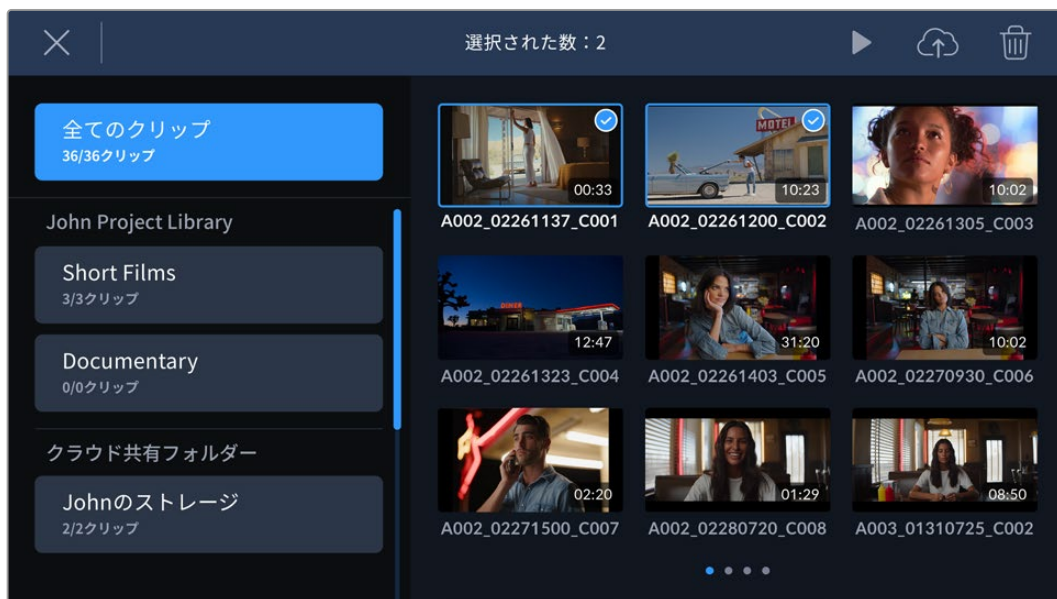 選択された数：2
全てのクリップ
36/36クリップ
John Project Library
Short Films
3/3クリップ
Documentary
0/0クリップ
クラウド共有フォルダー
Johnのストレージ
2/2クリップ
MOTEL
00:33
10:23
10:02
A002_02261137_C001
A002_02261200_C002
A002_02261305_C003
DINER
12:47
31:20
10:02
A002_02261323_C004
A002_02261403_C005
A002_02270930_C006
02:20
01:29
08:50
A002_02271500_C007
A002_02280720_C008
A003_01310725_C002